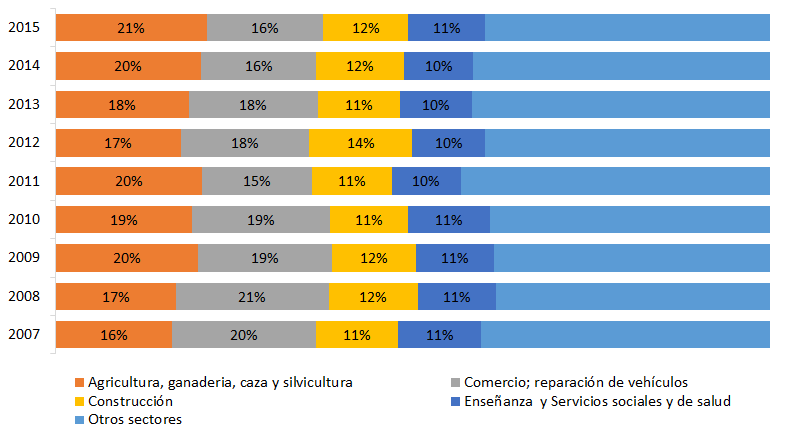 2015 21% 16% 12% 11%
2014 20% 16% 12% 10%
2013 18% 18% 11% 10%
2012 17% 18% 14% 10%
2011 20% 15% 11% 10%
2010 19% 19% 11% 11%
2009 20% 19% 12% 11%
2008 17% 21% 12% 11%
2007 16% 20% 11% 11%
Agricultura, ganaderia, caza y silvicultura Comercio; reparación de vehículos
Construcción Enseñanza y Servicios sociales y de salud
Otros sectores